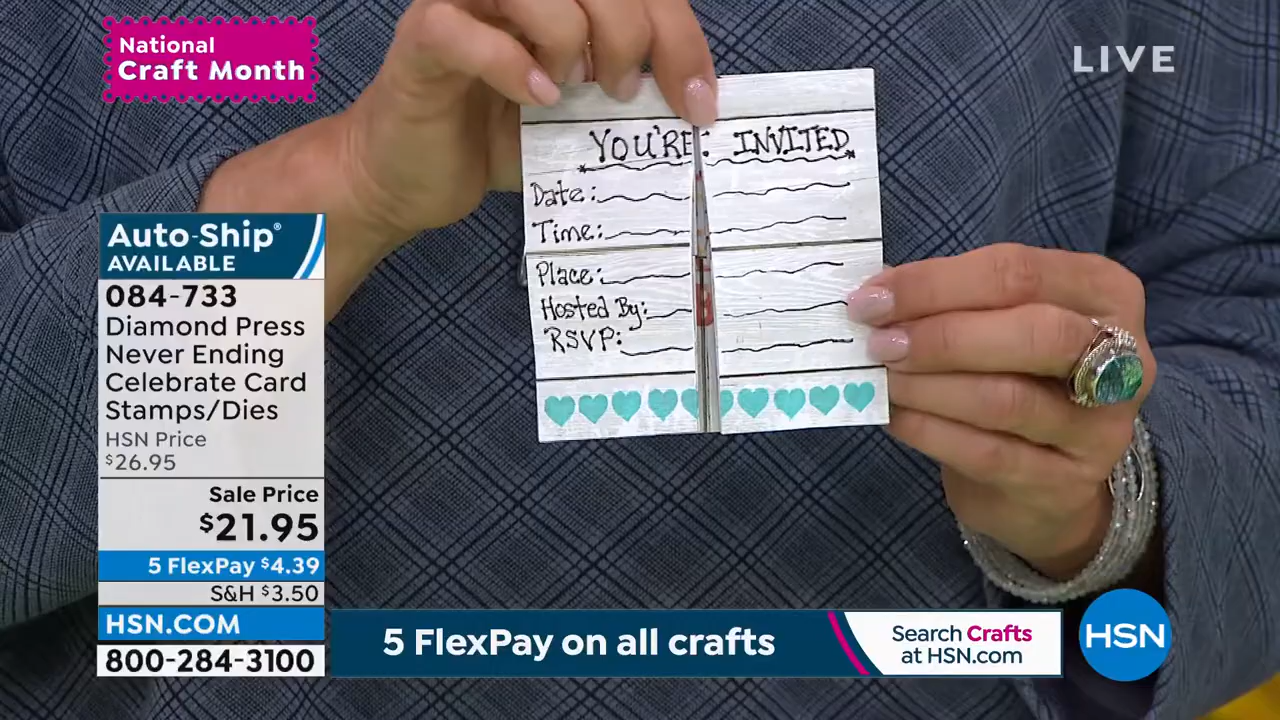 National
Craft Month
LIVE
YOU'RE INVITED
Date:
Time:
Place:
Hosted By:
RSVP:
Auto-Ship®
AVAILABLE
084-733
Diamond Press
Never Ending
Celebrate Card
Stamps/Dies
HSN Price
$26.95
Sale Price
$21.95
5 FlexPay $4.39
S&H $3.50
HSN.COM
800-284-3100
5 FlexPay on all crafts
Search Crafts
at HSN.com
HSN